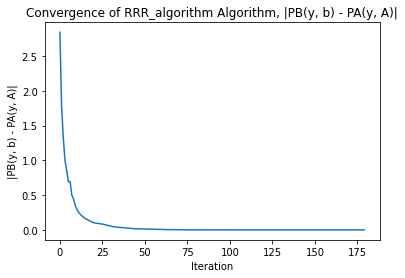 Convergence of RRR_algorithm Algorithm, |PB(y, b) - PA(y, A)|
|PB(y, b) - PA(y, A)|
2.5
2.0
1.5
1.0
0.5
0.0
0 25 50 75 100 125 150 175
Iteration